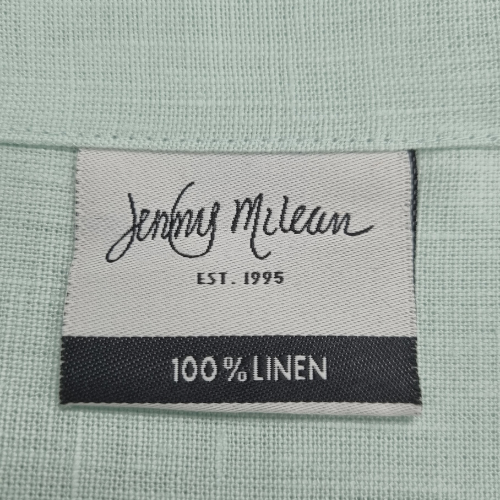 Jenny Mclean
EST. 1995
100% LINEN